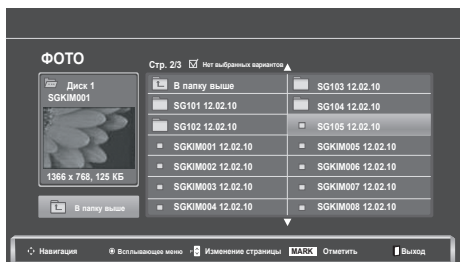 ФОТО
Стр. 2/3 Нет выбранных вариантов
Диск 1
SGKIM001
1366 x 768, 125 КБ
В папку выше
В папку выше
SG101 12.02.10
SG102 12.02.10
SGKIM001 12.02.10
SGKIM002 12.02.10
SGKIM003 12.02.10
SGKIM004 12.02.10
SG103 12.02.10
SG104 12.02.10
SG105 12.02.10
SGKIM005 12.02.10
SGKIM006 12.02.10
SGKIM007 12.02.10
SGKIM008 12.02.10
Навигация Всплывающее меню P Изменение страницы MARK Отметить Выход